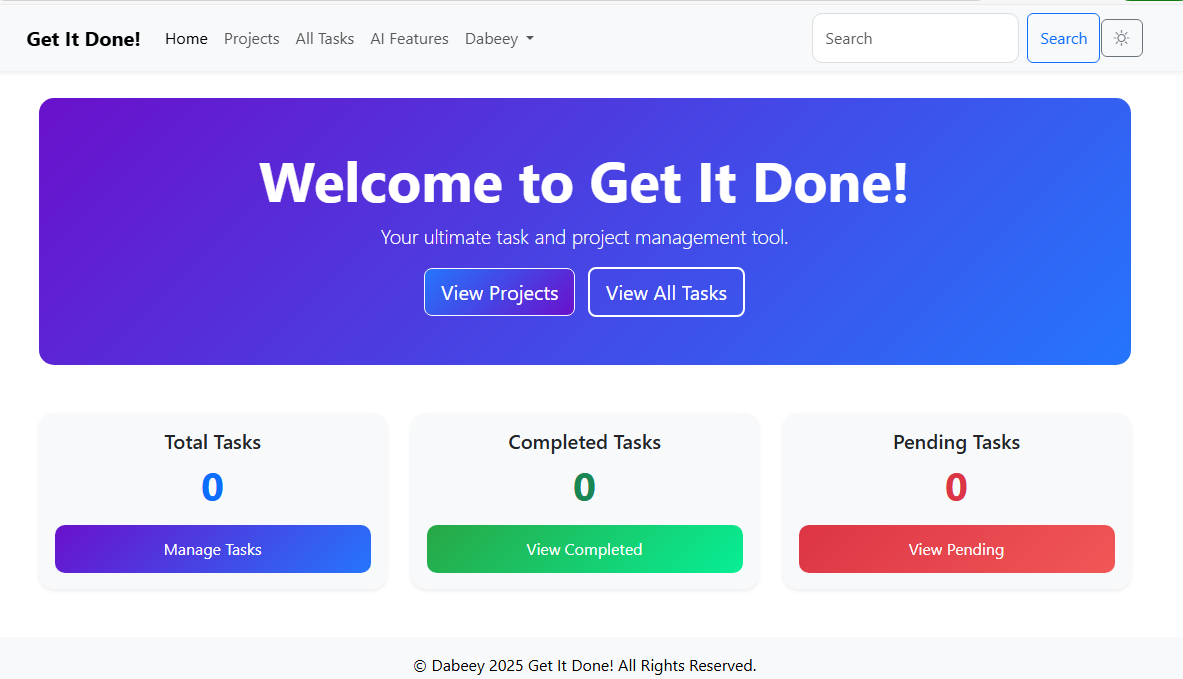 Get It Done! Home Projects All Tasks AI Features Dabeey Search Search
Welcome to Get It Done!
Your ultimate task and project management tool.
View Projects View All Tasks
Total Tasks Completed Tasks Pending Tasks
0 0 0
Manage Tasks View Completed View Pending
© Dabeey 2025 Get It Done! All Rights Reserved.